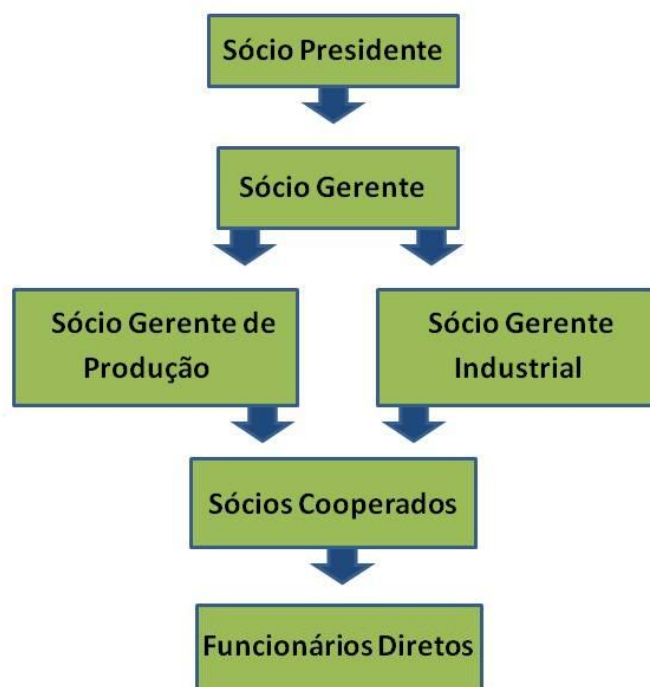 Sócio Presidente
Sócio Gerente
Sócio Gerente de
Produção
Sócio Gerente
Industrial
Sócios Cooperados
Funcionários Diretos